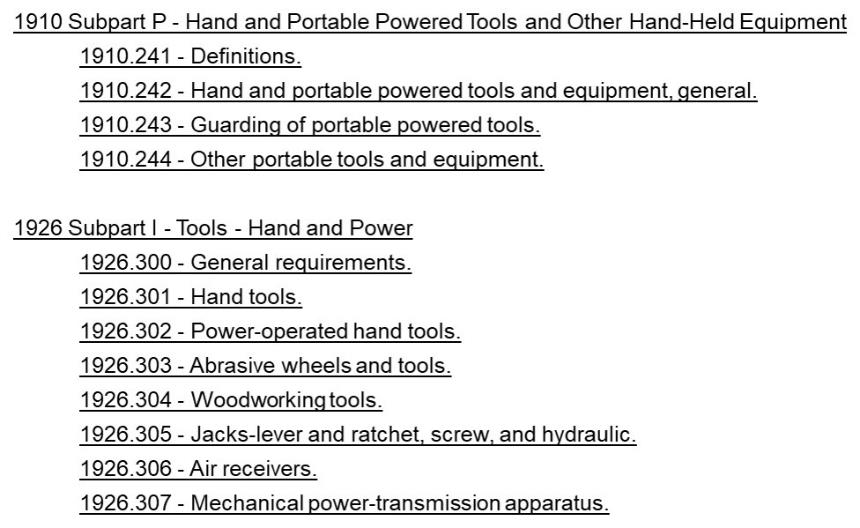 1910 Subpart P - Hand and Portable Powered Tools and Other Hand-Held Equipment
1910.241 - Definitions.
1910.242 - Hand and portable powered tools and equipment, general.
1910.243 - Guarding of portable powered tools.
1910.244 - Other portable tools and equipment.
1926 Subpart I - Tools - Hand and Power
1926.300 - General requirements.
1926.301 - Hand tools.
1926.302 - Power-operated hand tools.
1926.303 - Abrasive wheels and tools.
1926.304 - Woodworking tools.
1926.305 - Jacks-lever and ratchet, screw, and hydraulic.
1926.306 - Air receivers.
1926.307 - Mechanical power-transmission apparatus.